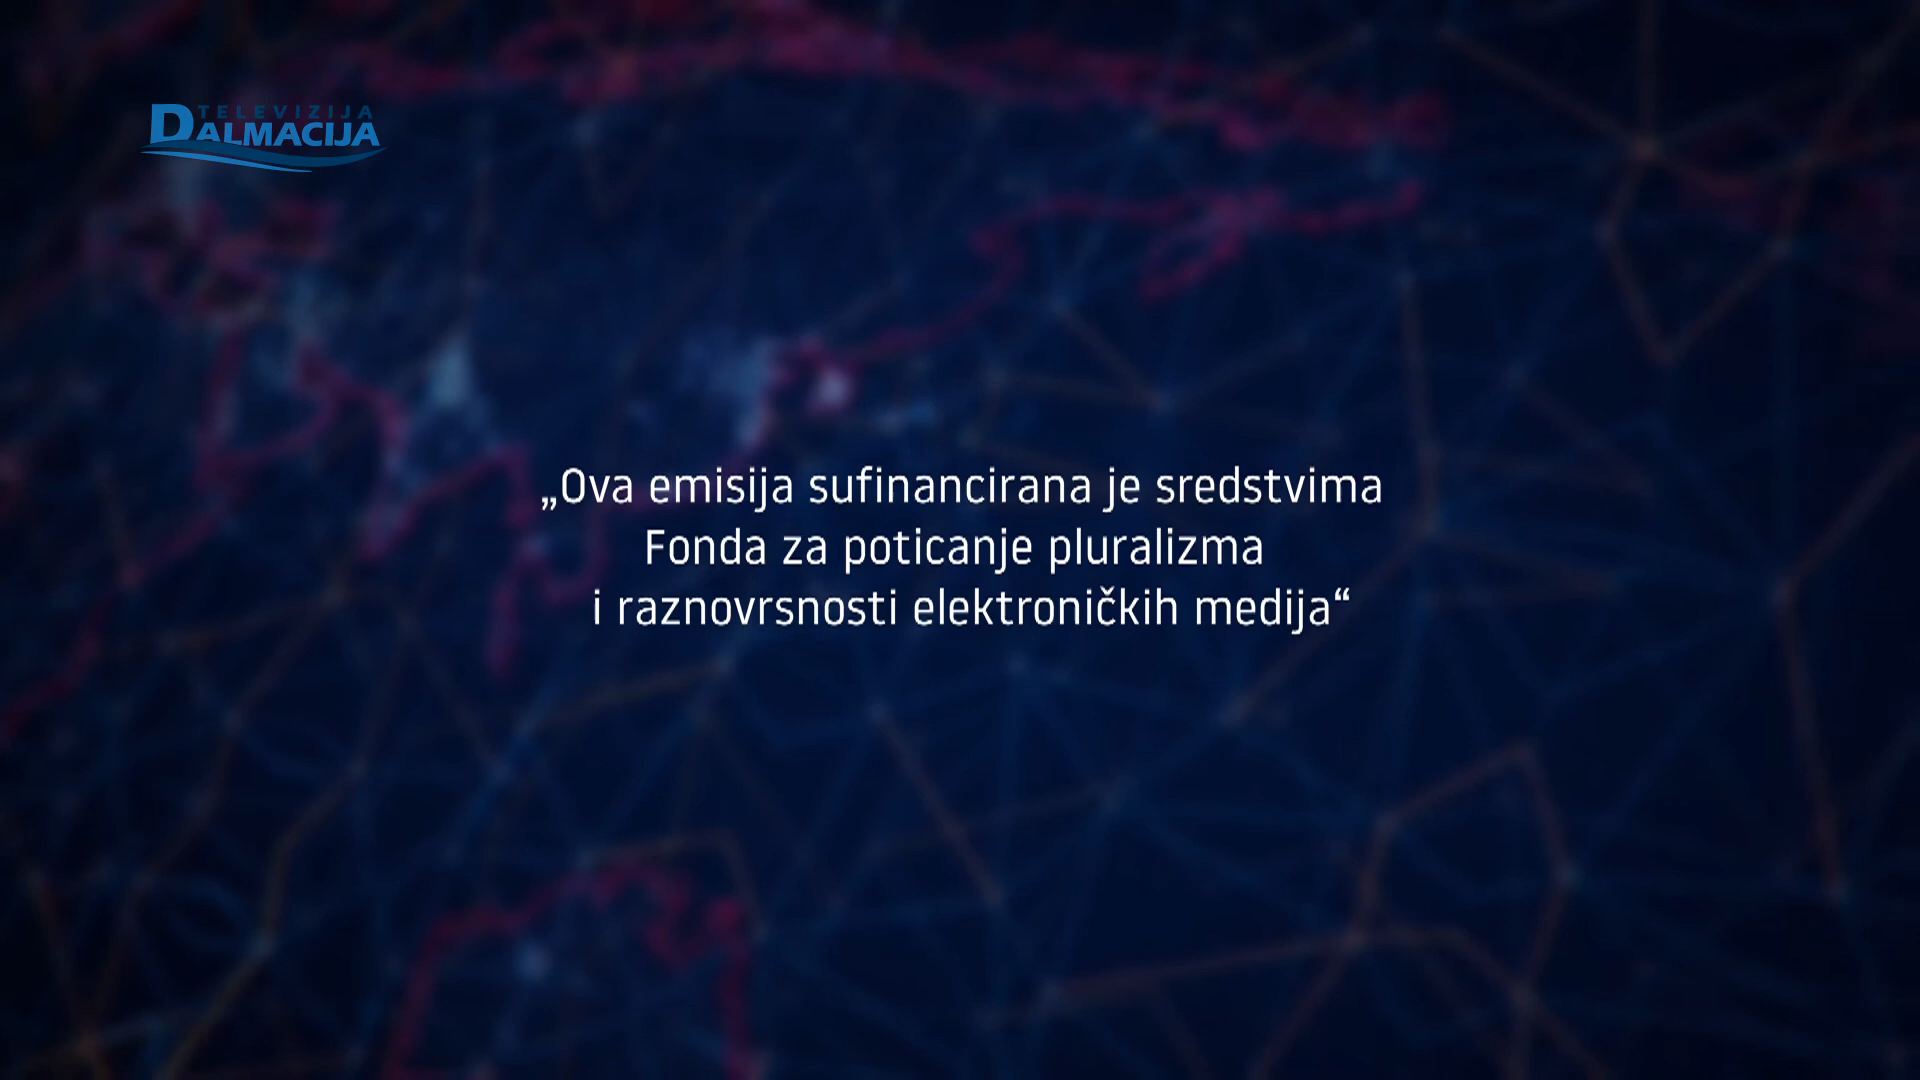 TELEVIZIJA
DALMACIJA
„Ova emisija sufinancirana je sredstvima
Fonda za poticanje pluralizma
i raznovrsnosti elektroničkih medija“